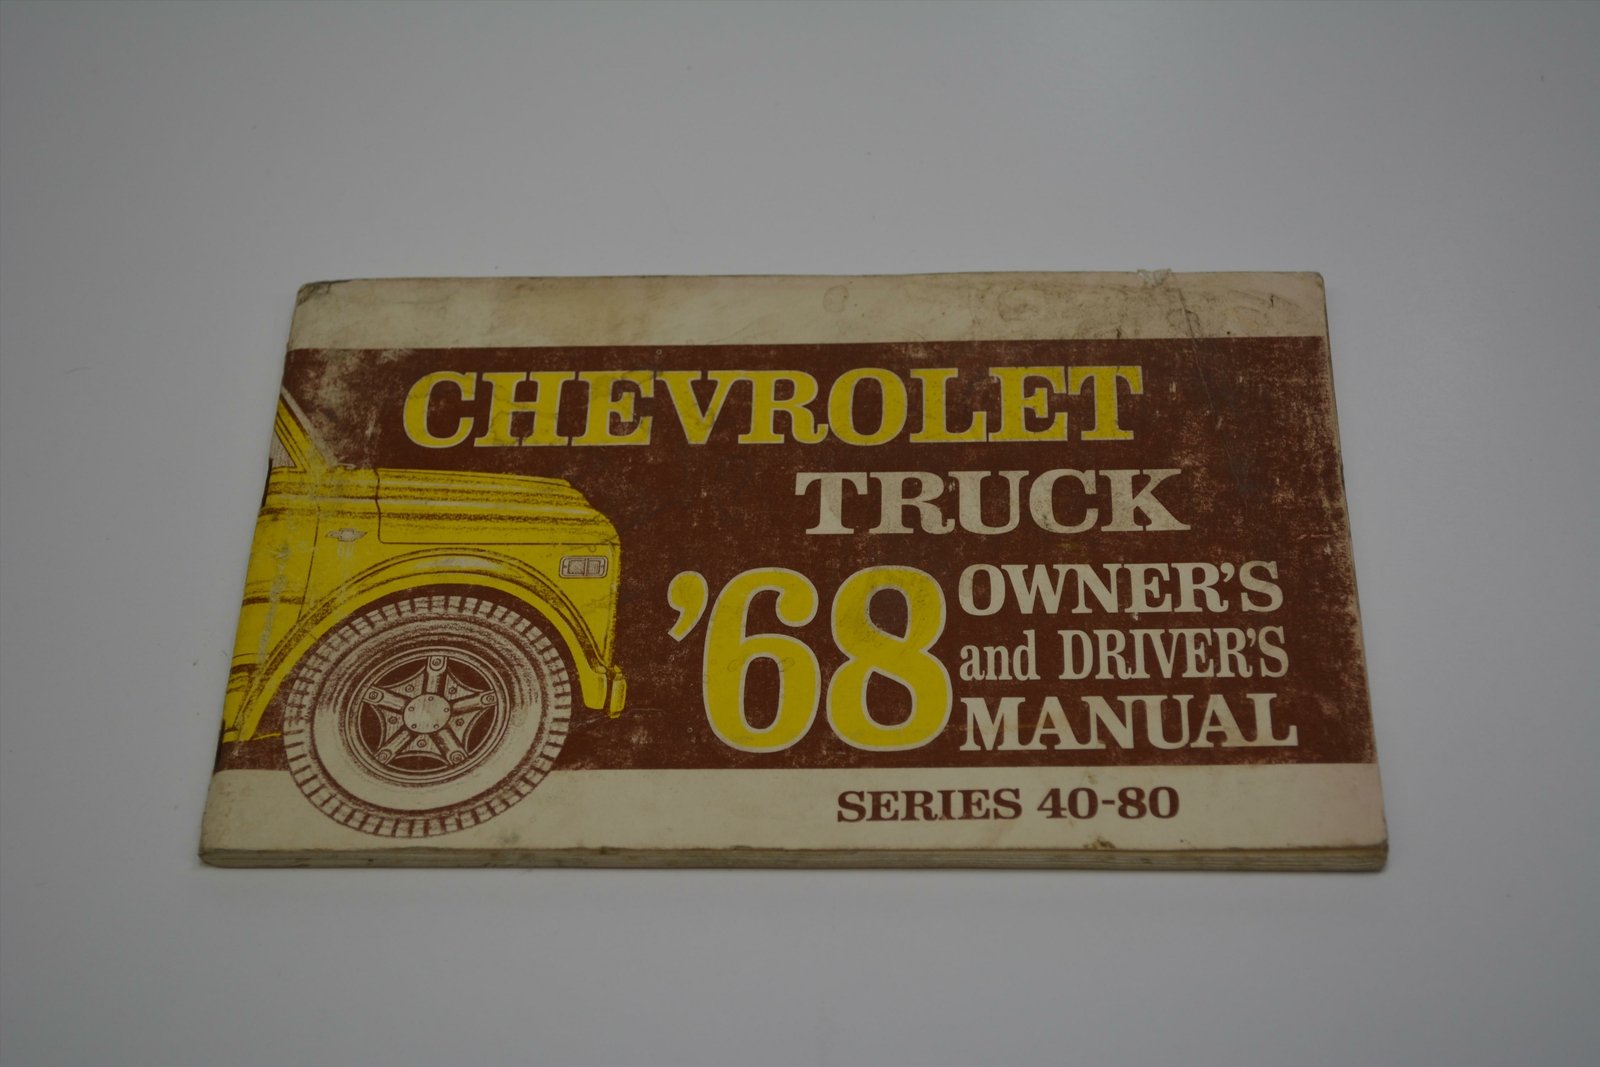 CHEVROLET
TRUCK
'68
OWNER'S
and DRIVER'S
MANUAL
SERIES 40-80